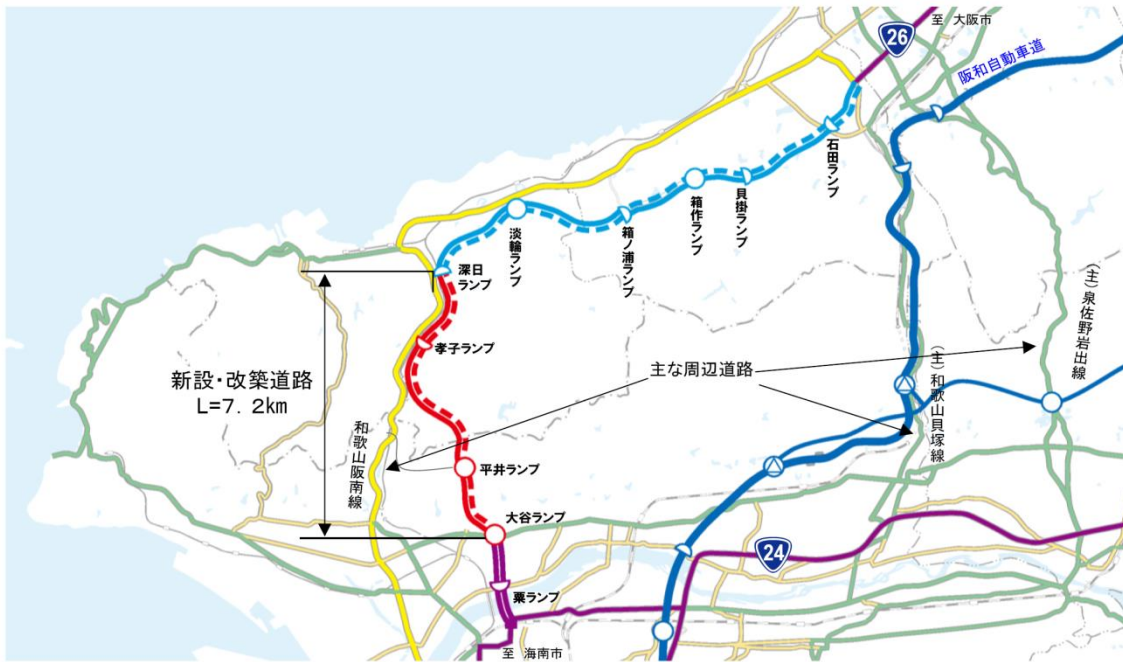 至 大阪市
26
阪和自動車道
石田ランプ
貝掛ランプ
箱作ランプ
箱ノ浦ランプ
淡輪ランプ
深日
ランプ
(主)泉佐野岩出線
孝子ランプ
(主)和歌山貝塚線
主な周辺道路
新設・改築道路
L=7.2km
和歌山阪南線
平井ランプ
大谷ランプ
24
粟ランプ
至 海南市